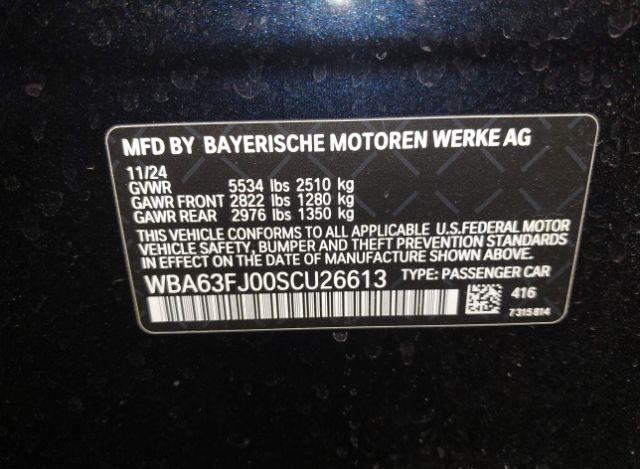 MFD BY BAYERISCHE MOTOREN WERKE AG
11/24
GVWR 5534 lbs 2510 kg
GAWR FRONT 2822 lbs 1280 kg
GAWR REAR 2976 lbs 1350 kg
THIS VEHICLE CONFORMS TO ALL APPLICABLE U.S.FEDERAL MOTOR
VEHICLE SAFETY, BUMPER AND THEFT PREVENTION
STANDARDS IN EFFECT ON THE DATE OF MANUFACTURE SHOWN ABOVE.
WBA63FJ00SCU26613 TYPE: PASSENGER CAR
416
7315814